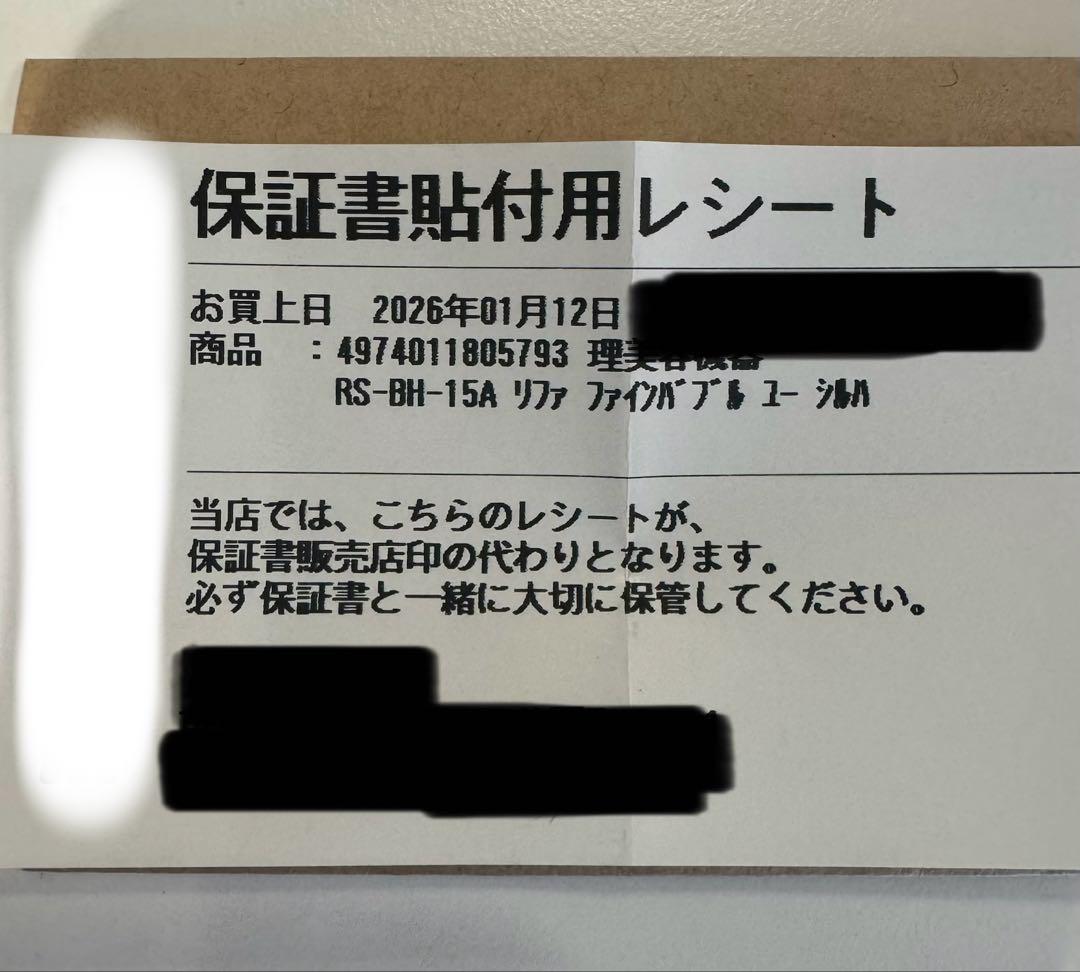 保証書貼付用レシート
お買上日 2026年01月12日
商品 : 4974011805793 理美容機器
RS-BH-15A ﾘﾌｧ ﾌｧｲﾝﾊﾞﾌﾞﾙ ﾕｰ ｼﾙﾊ
当店では、こちらのレシートが、
保証書販売店印の代わりとなります。
必ず保証書と一緒に大切に保管してください。